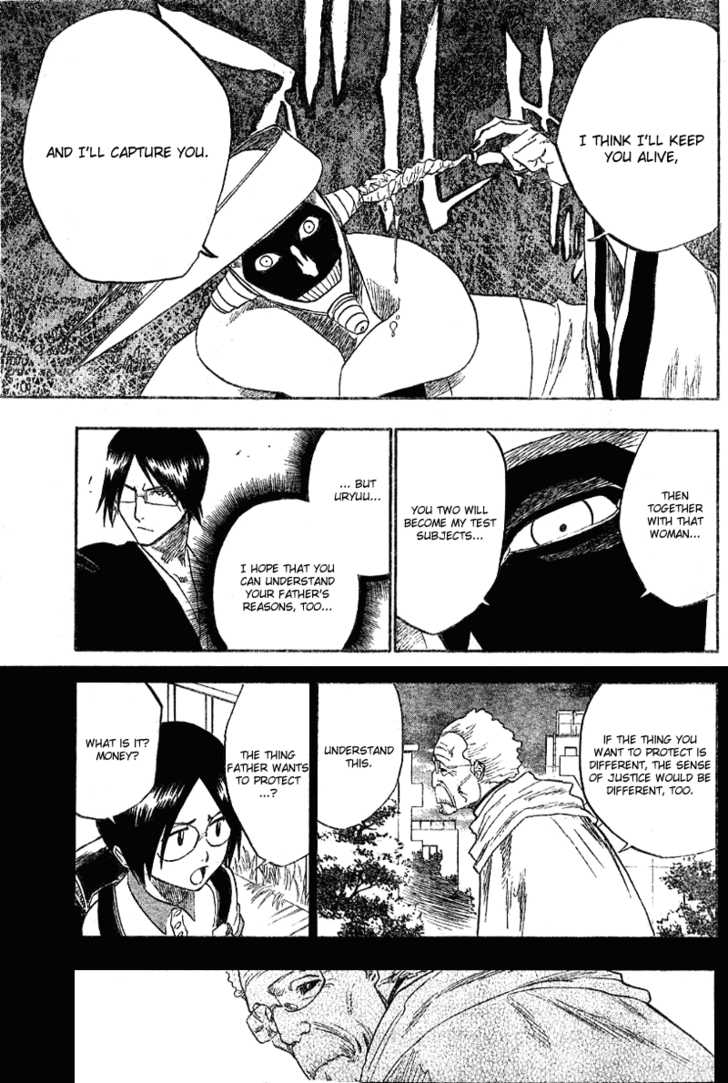 I THINK I'LL KEEP
YOU ALIVE,
AND I'LL CAPTURE YOU.
THEN
TOGETHER
WITH THAT
WOMAN...
YOU TWO WILL
BECOME MY TEST
SUBJECTS...
... BUT
URYUU...
I HOPE THAT YOU
CAN UNDERSTAND
YOUR FATHER'S
REASONS, TOO...
IF THE THING YOU
WANT TO PROTECT IS
DIFFERENT, THE SENSE
OF JUSTICE WOULD BE
DIFFERENT, TOO.
UNDERSTAND
THIS.
THE THING
FATHER WANTS
TO PROTECT
...?
WHAT IS IT?
MONEY?